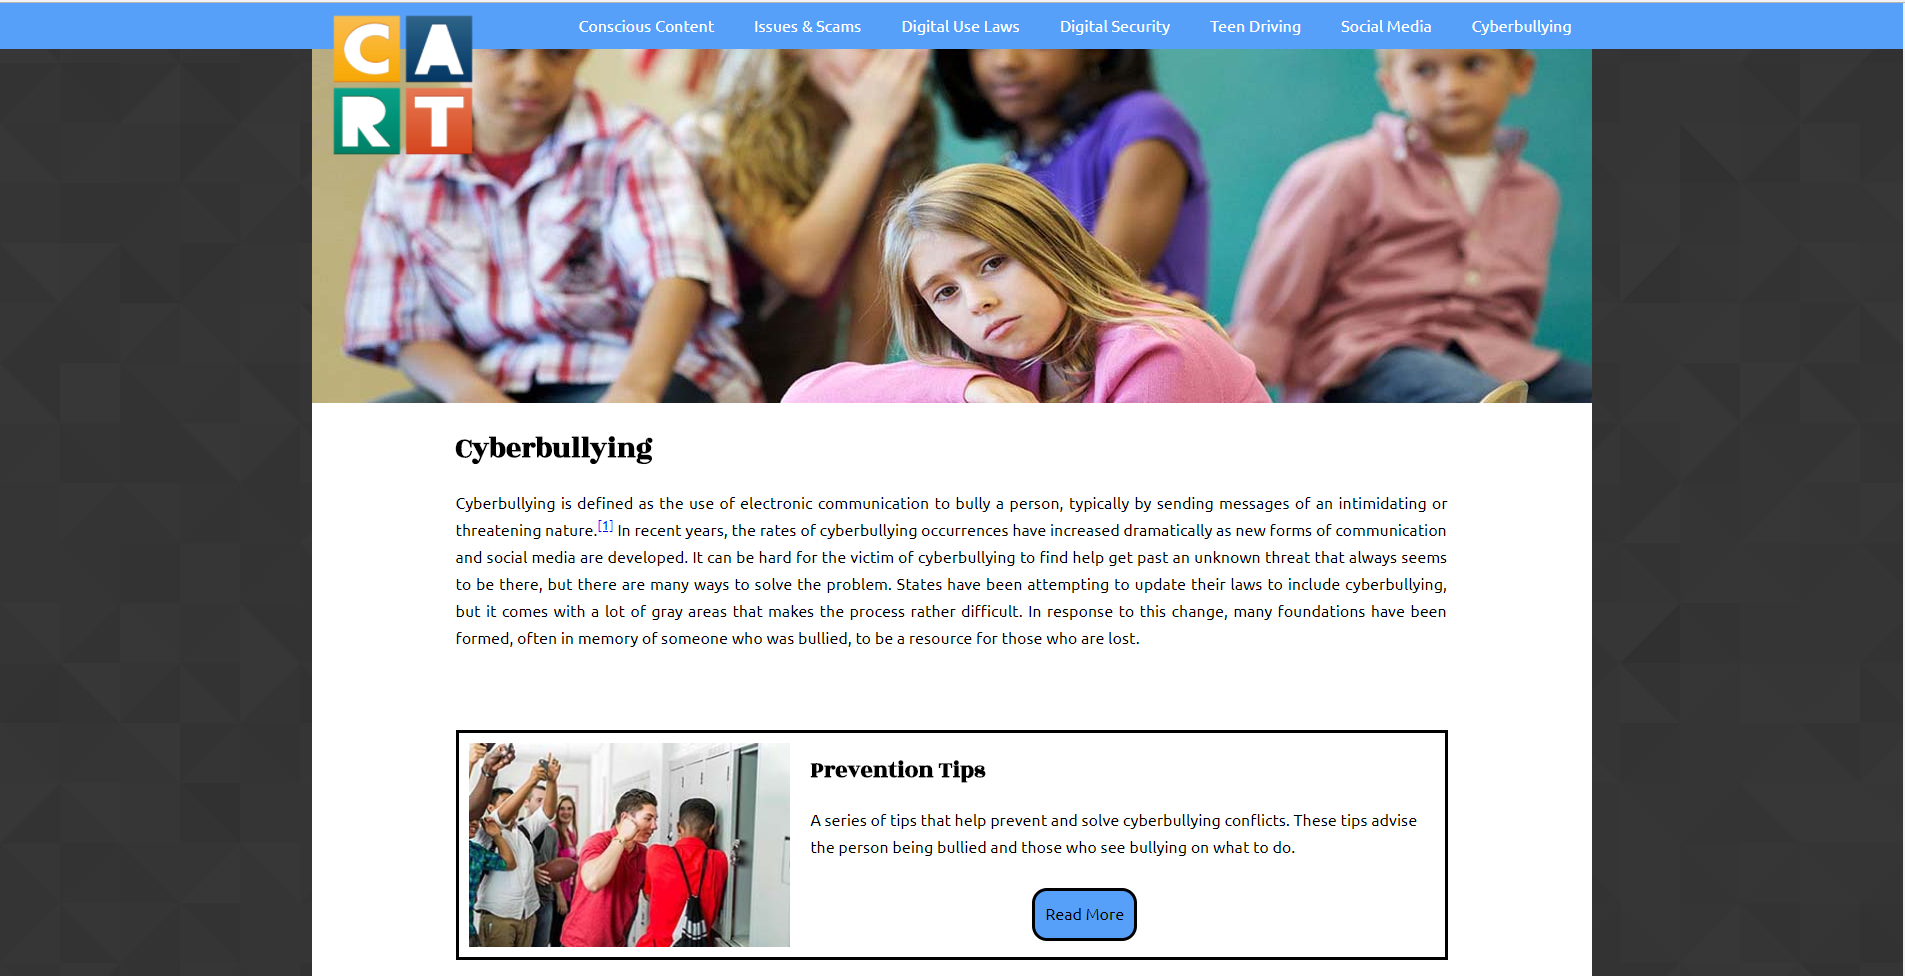 CA
RT
Conscious Content Issues & Scams Digital Use Laws Digital Security Teen Driving Social Media Cyberbullying
Cyberbullying
Cyberbullying is defined as the use of electronic communication to bully a person, typically by sending messages of an intimidating or
threatening nature.[1] In recent years, the rates of cyberbullying occurrences have increased dramatically as new forms of communication
and social media are developed. It can be hard for the victim of cyberbullying to find help get past an unknown threat that always seems
to be there, but there are many ways to solve the problem. States have been attempting to update their laws to include cyberbullying,
but it comes with a lot of gray areas that makes the process rather difficult. In response to this change, many foundations have been
formed, often in memory of someone who was bullied, to be a resource for those who are lost.
Prevention Tips
A series of tips that help prevent and solve cyberbullying conflicts. These tips advise
the person being bullied and those who see bullying on what to do.
Read More